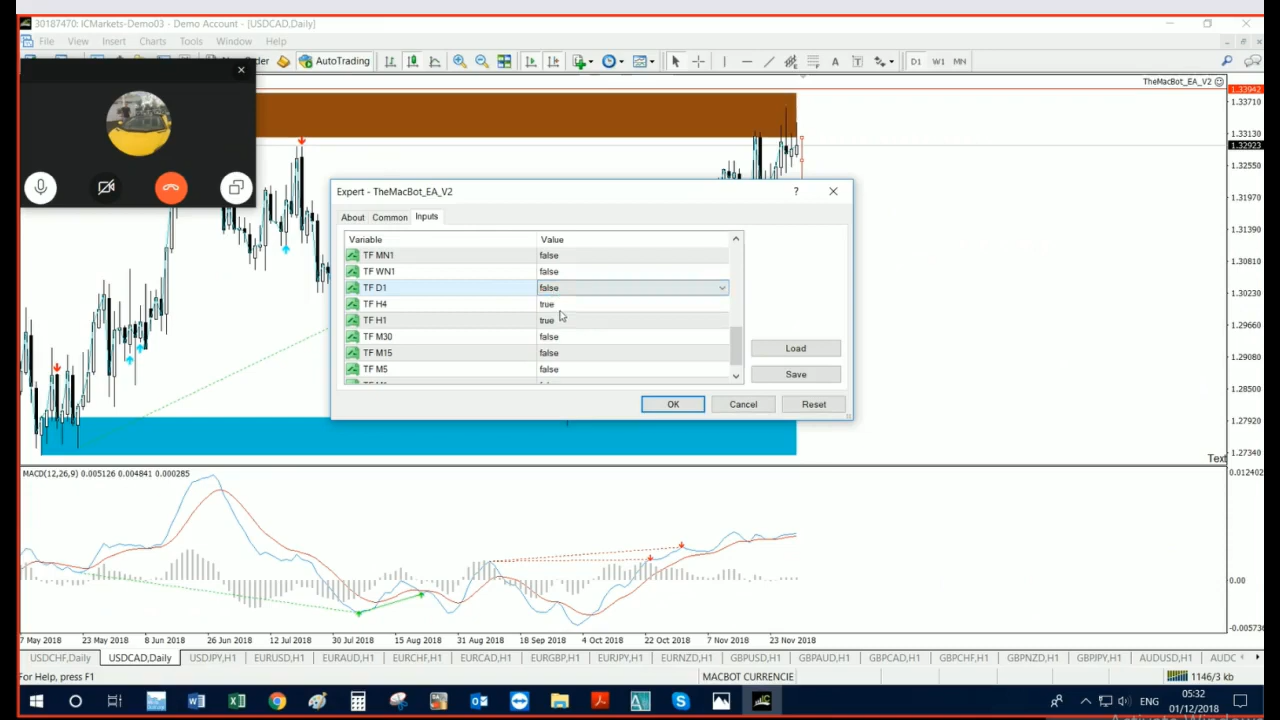 30187470: ICMarkets-Demo03 - Demo Account - [USDCAD,Daily]
File View Insert Charts Tools Window Help
Order AutoTrading D1 W1 MN
TheMacBot_EA_V2
1.33942
1.33710
1.33130
1.32923
1.32550
1.31970
1.31390
1.30810
1.30230
1.29660
1.29080
1.28500
1.27920
1.27340
Expert - TheMacBot_EA_V2
? 
About Common Inputs
Variable Value
TF MN1 false
TF WN1 false
TF D1 false
TF H4 true
TF H1 true
TF M30 false
TF M15 false
TF M5 false
Load
Save
OK Cancel Reset
Text
MACD(12,26,9) 0.005126 0.004841 0.000285
0.012402
0.00
-0.005736
7 May 2018 23 May 2018 8 Jun 2018 26 Jun 2018 12 Jul 2018 30 Jul 2018 15 Aug 2018 31 Aug 2018 18 Sep 2018 4 Oct 2018 22 Oct 2018 7 Nov 2018 23 Nov 2018
USDCHF,Daily USDCAD,Daily USDJPY,H1 EURUSD,H1 EURAUD,H1 EURCHF,H1 EURCAD,H1 EURGBP,H1 EURJPY,H1 EURNZD,H1 GBPUSD,H1 GBPAUD,H1 GBPCAD,H1 GBPCHF,H1 GBPNZD,H1 GBPJPY,H1 AUDUSD,H1 AUDC
For Help, press F1
MACBOT CURRENCIE
1146/3 kb
ENG
05:32
01/12/2018